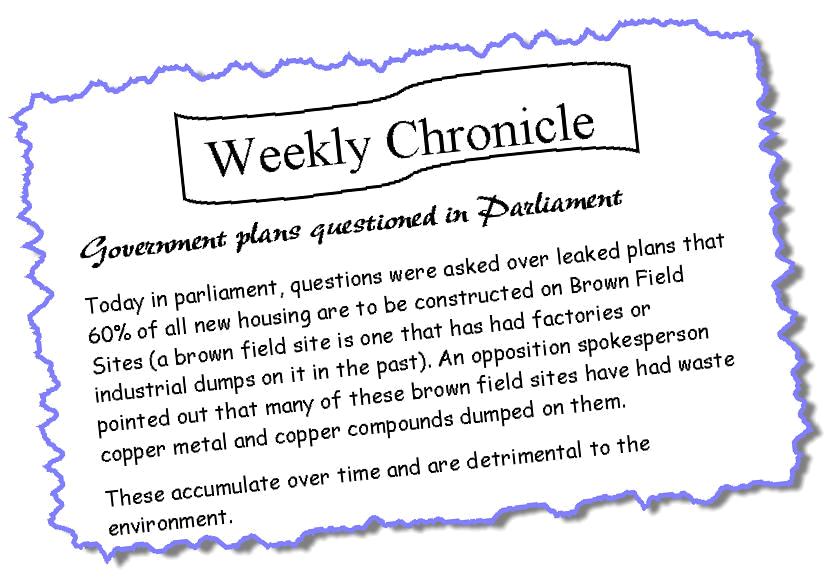 Weekly Chronicle
Government plans questioned in Parliament
Today in parliament, questions were asked over leaked plans that
60% of all new housing are to be constructed on Brown Field
Sites (a brown field site is one that has had factories or
industrial dumps on it in the past). An opposition spokesperson
pointed out that many of these brown field sites have had waste
copper metal and copper compounds dumped on them.
These accumulate over time and are detrimental to the
environment.